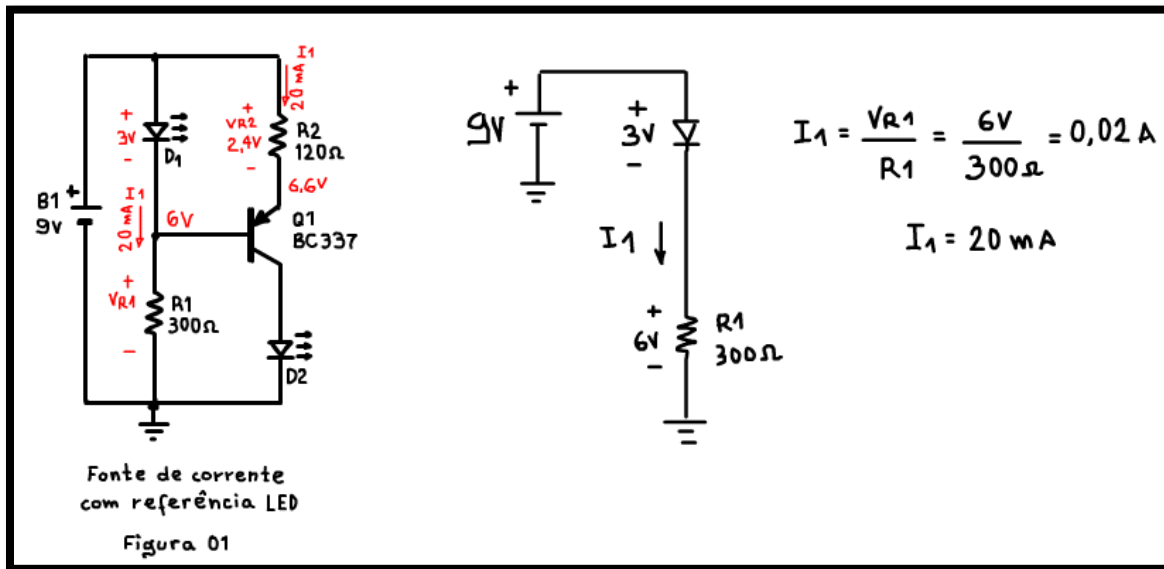 I1
20 mA
+
3V
-
D1
+
VR2
2,4V
-
R2
120Ω
6,6V
B1 +
9v
I1
20 mA
6V
Q1
BC337
+
VR1
-
R1
300Ω
D2
Fonte de corrente
com referência LED
Figura 01
+
9V
+
3V
-
I1
+
6V
-
R1
300Ω
I1 = VR1 / R1 = 6V / 300Ω = 0,02 A
I1 = 20 mA